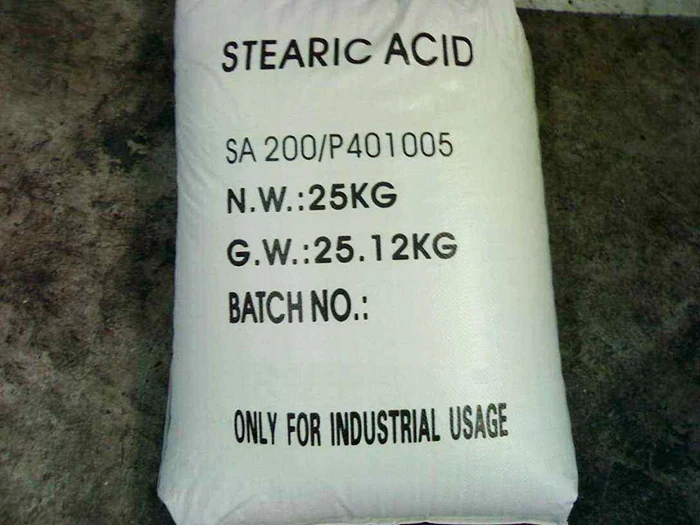 STEARIC ACID
SA 200/P401005
N.W.:25KG
G.W.:25.12KG
BATCH NO.:
ONLY FOR INDUSTRIAL USAGE